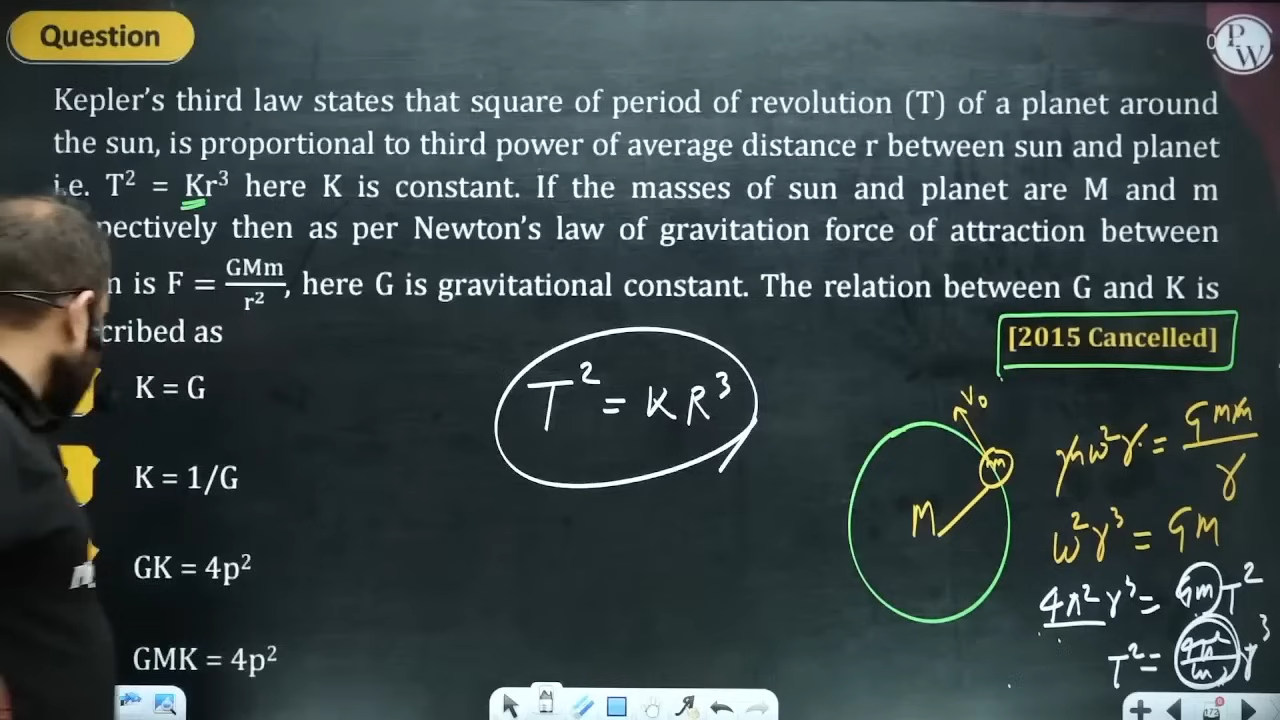 Question
PW
Kepler's third law states that square of period of revolution (T) of a planet around
the sun, is proportional to third power of average distance r between sun and planet
i.e. T² = Kr³ here K is constant. If the masses of sun and planet are M and m
pectively then as per Newton's law of gravitation force of attraction between
is F = GMm/r², here G is gravitational constant. The relation between G and K is
cribed as
[2015 Cancelled]
K = G
K = 1/G
GK = 4p²
GMK = 4p²
T² = KR³
V₀
m
M
mω²r = GMm/r
ω²r³ = GM
4π²r³ = GM T²
T² = r³